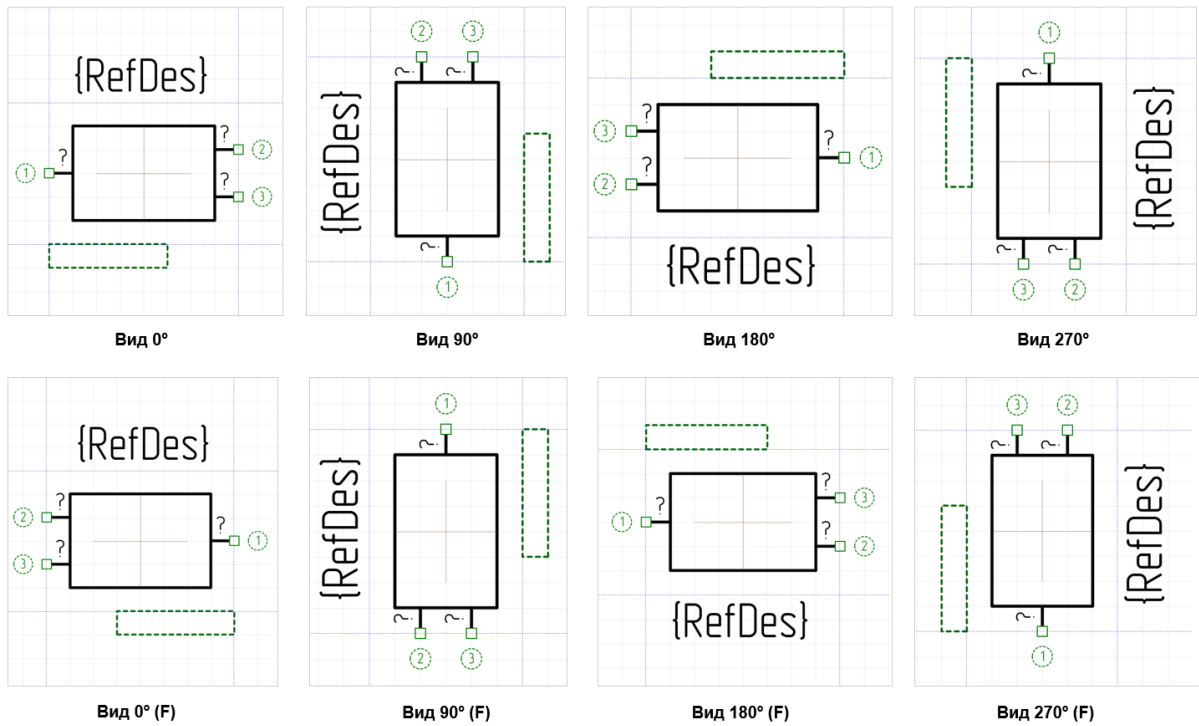 {RefDes}
? ?
1 2
? 3
Вид 0°
2 3
? ?
{RefDes}
?
1
Вид 90°
? ?
3 1
?
2
{RefDes}
Вид 180°
1
?
{RefDes}
? ?
3 2
Вид 270°
{RefDes}
? ?
2 1
?
3
Вид 0° (F)
1
?
{RefDes}
? ?
2 3
Вид 90° (F)
? 3
1 ?
2
{RefDes}
Вид 180° (F)
3 2
? ?
{RefDes}
?
1
Вид 270° (F)